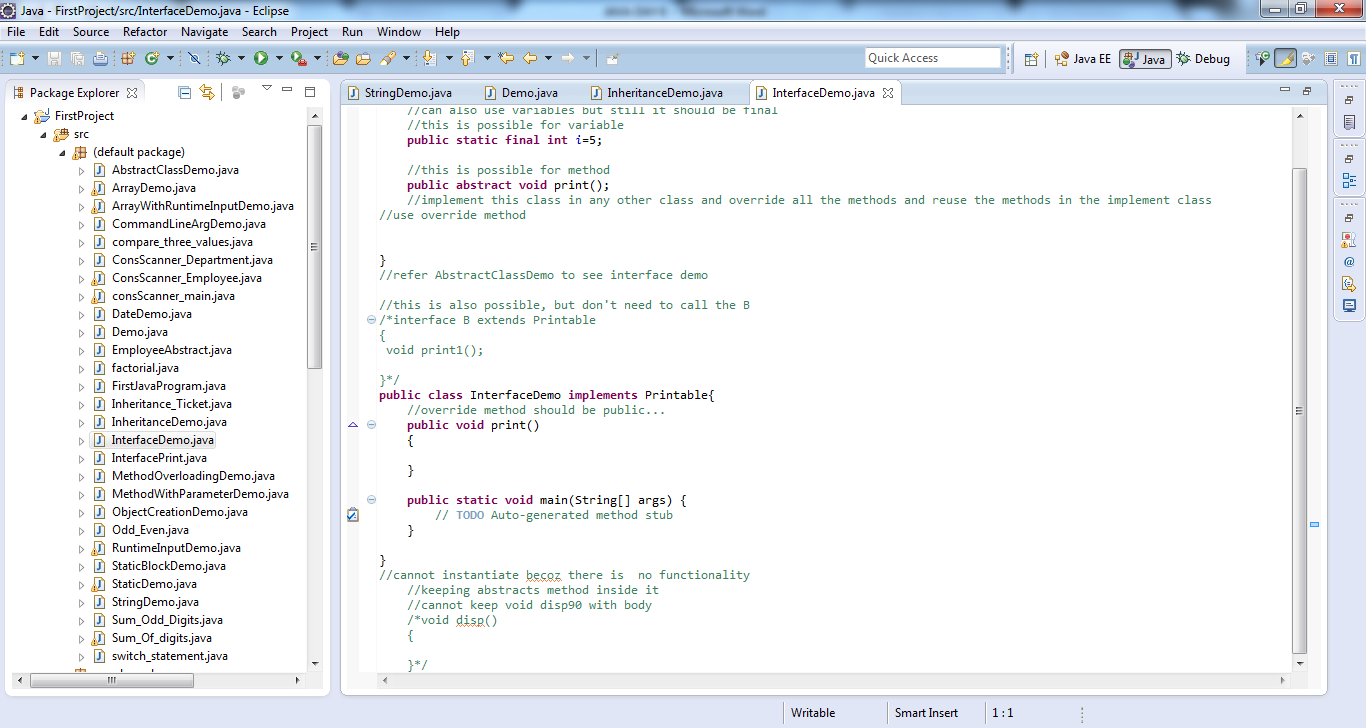 Java - FirstProject/src/InterfaceDemo.java - Eclipse
File Edit Source Refactor Navigate Search Project Run Window Help
Quick Access
Java EE
Java
Debug
Package Explorer
FirstProject
src
(default package)
AbstractClassDemo.java
ArrayDemo.java
ArrayWithRuntimeInputDemo.java
CommandLineArgDemo.java
compare_three_values.java
ConsScanner_Department.java
ConsScanner_Employee.java
consScanner_main.java
DateDemo.java
Demo.java
EmployeeAbstract.java
factorial.java
FirstJavaProgram.java
Inheritance_Ticket.java
InheritanceDemo.java
InterfaceDemo.java
InterfacePrint.java
MethodOverloadingDemo.java
MethodWithParameterDemo.java
ObjectCreationDemo.java
Odd_Even.java
RuntimeInputDemo.java
StaticBlockDemo.java
StaticDemo.java
StringDemo.java
Sum_Odd_Digits.java
Sum_Of_digits.java
switch_statement.java
StringDemo.java Demo.java InheritanceDemo.java InterfaceDemo.java
//can also use variables but still it should be final
//this is possible for variable
public static final int i=5;
//this is possible for method
public abstract void print();
//implement this class in any other class and override all the methods and reuse the methods in the implement class
//use override method
}
//refer AbstractClassDemo to see interface demo
//this is also possible, but don't need to call the B
/*interface B extends Printable
{
void print1();
}*/
public class InterfaceDemo implements Printable{
//override method should be public...
public void print()
{
}
public static void main(String[] args) {
// TODO Auto-generated method stub
}
}
//cannot instantiate becoz there is  no functionality
//keeping abstracts method inside it
//cannot keep void disp90 with body
/*void disp()
{
}*/
Writable
Smart Insert
1 : 1